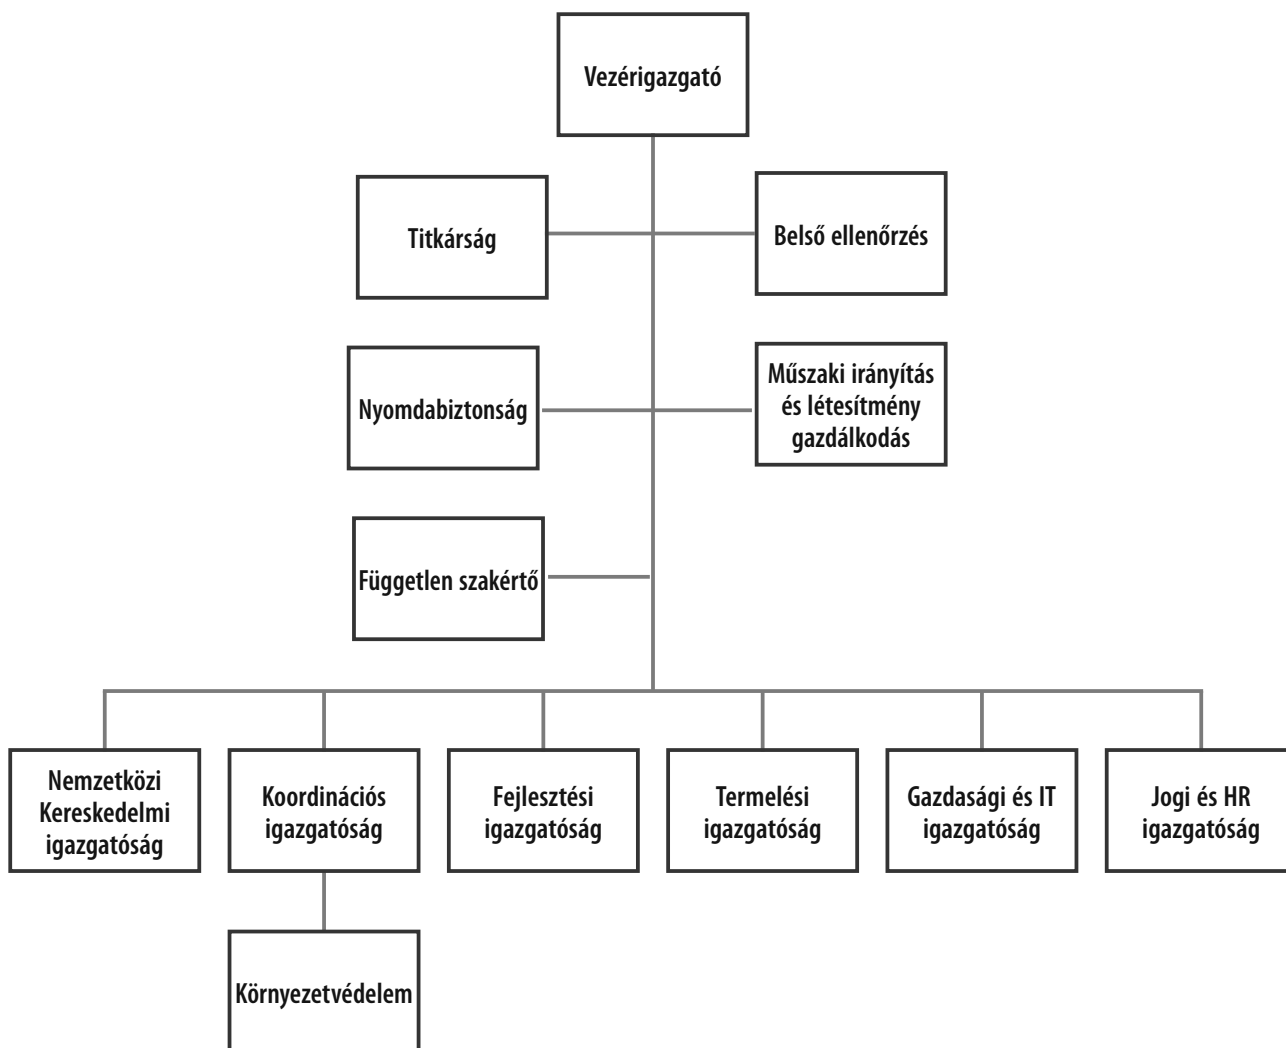 Vezérigazgató
Titkárság
Belső ellenőrzés
Nyomdabiztonság
Műszaki irányítás
és létesítmény
gazdálkodás
Független szakértő
Nemzetközi
Kereskedelmi
igazgatóság
Koordinációs
igazgatóság
Fejlesztési
igazgatóság
Termelési
igazgatóság
Gazdasági és IT
igazgatóság
Jogi és HR
igazgatóság
Környezetvédelem